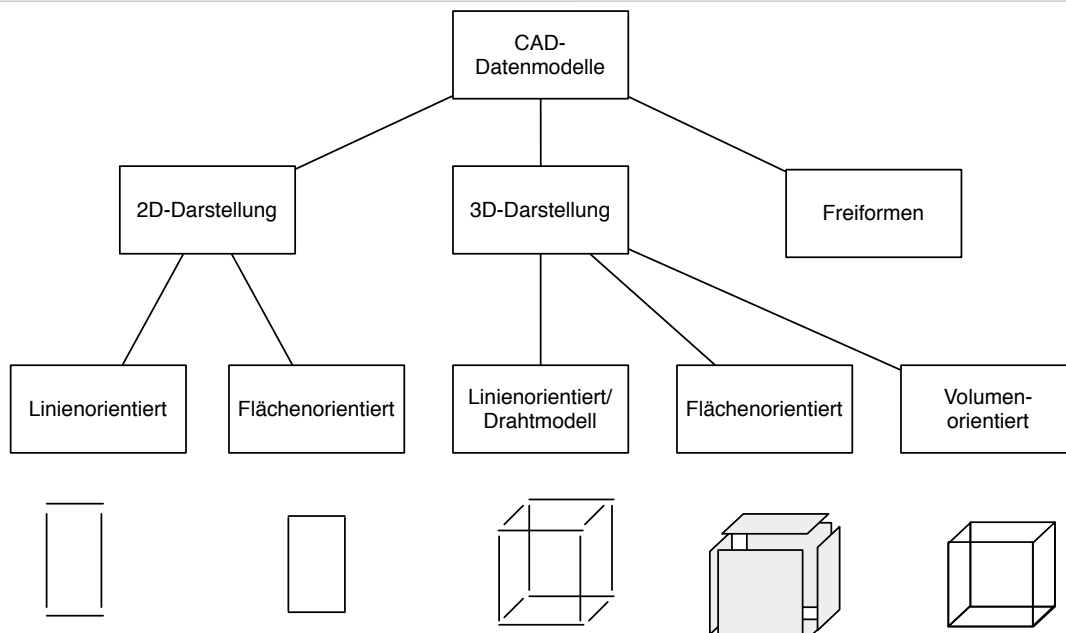 CAD-
Datenmodelle
2D-Darstellung
3D-Darstellung
Freiformen
Linienorientiert
Flächenorientiert
Linienorientiert/
Drahtmodell
Flächenorientiert
Volumen-
orientiert